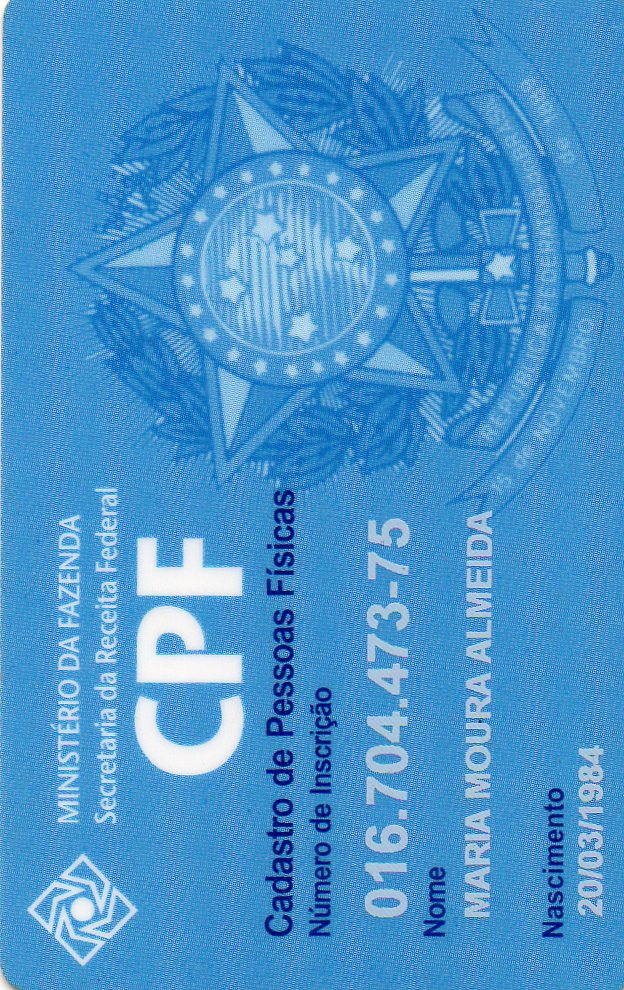 MINISTÉRIO DA FAZENDA
Secretaria da Receita Federal
CPF
Cadastro de Pessoas Físicas
Número de Inscrição
016.704.473-75
Nome
MARIA MOURA ALMEIDA
Nascimento
20/03/1984
REPÚBLICA FEDERATIVA DO BRASIL
15 de NOVEMBRO
de 1889